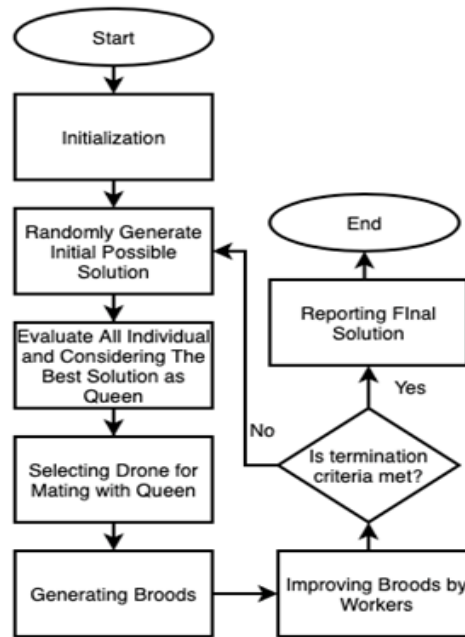 Start
Initialization
Randomly Generate
Initial Possible
Solution
Evaluate All Individual
and Considering The
Best Solution as
Queen
Selecting Drone for
Mating with Queen
Generating Broods
Improving Broods by
Workers
Is termination
criteria met?
No
Yes
Reporting FInal
Solution
End